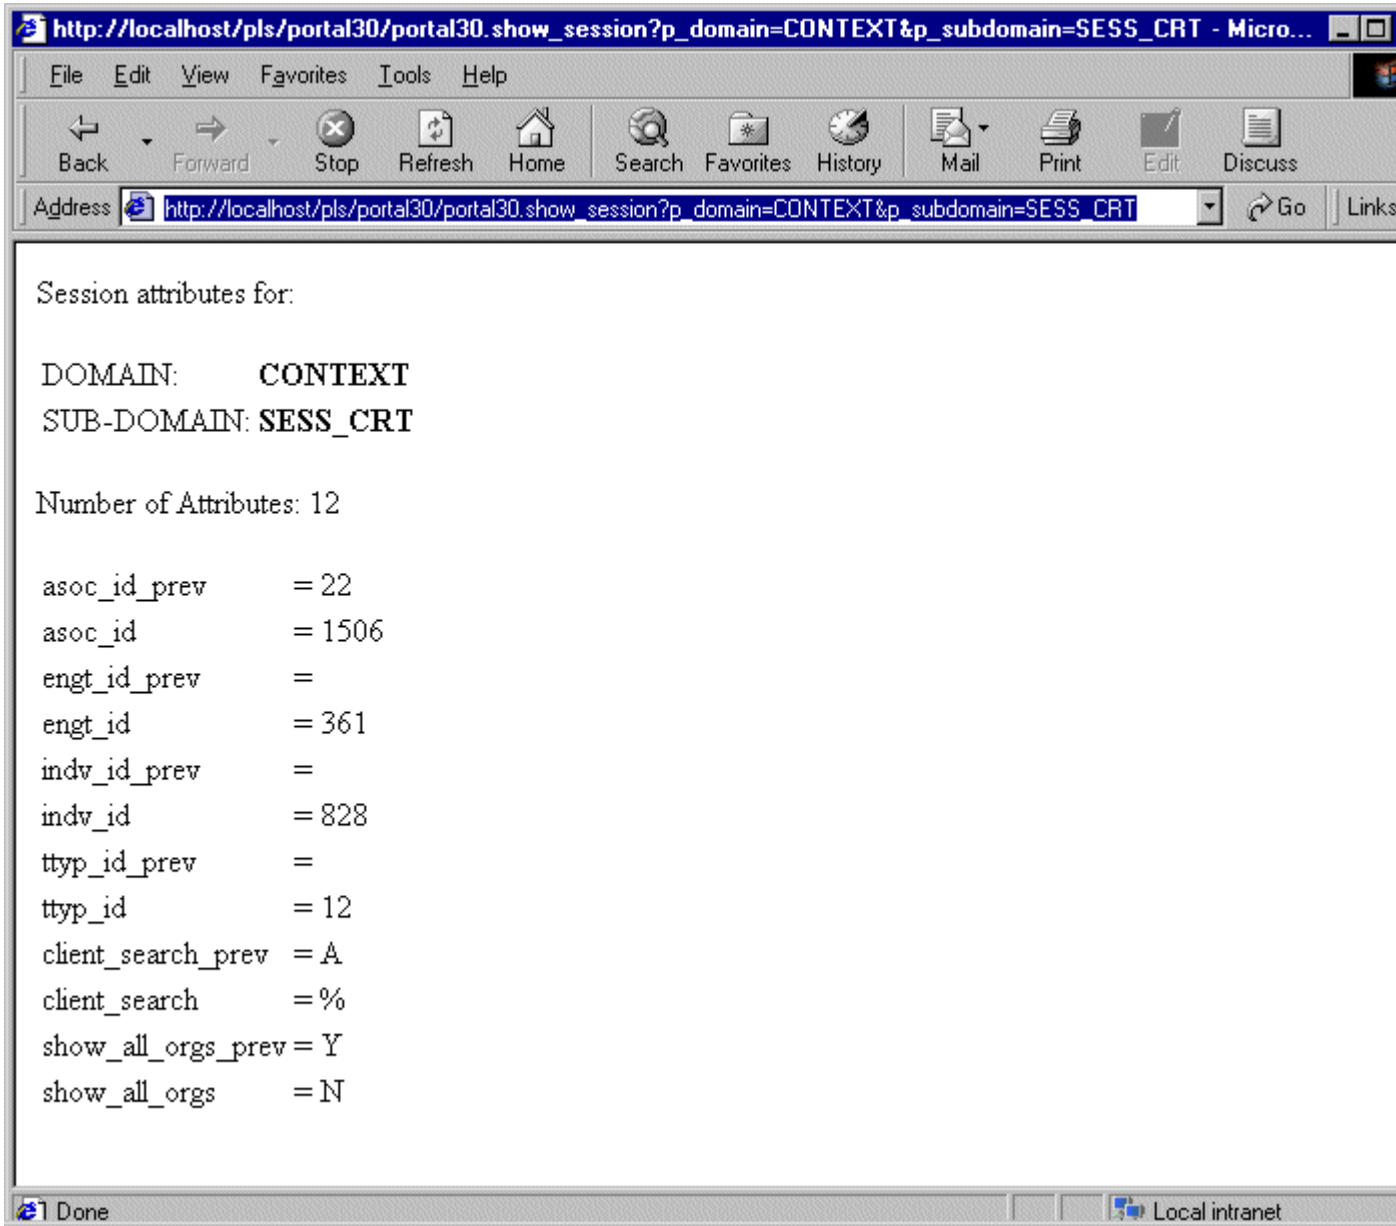 http://localhost/pls/portal30/portal30.show_session?p_domain=CONTEXT&p_subdomain=SESS_CRT - Micro...
File Edit View Favorites Tools Help
Back Forward Stop Refresh Home Search Favorites History Mail Print Edit Discuss
Address http://localhost/pls/portal30/portal30.show_session?p_domain=CONTEXT&p_subdomain=SESS_CRT Go Links
Session attributes for:
DOMAIN: CONTEXT
SUB-DOMAIN: SESS_CRT
Number of Attributes: 12
asoc_id_prev = 22
asoc_id = 1506
engt_id_prev =
engt_id = 361
indv_id_prev =
indv_id = 828
ttyp_id_prev =
ttyp_id = 12
client_search_prev = A
client_search = %
show_all_orgs_prev = Y
show_all_orgs = N
Done Local intranet